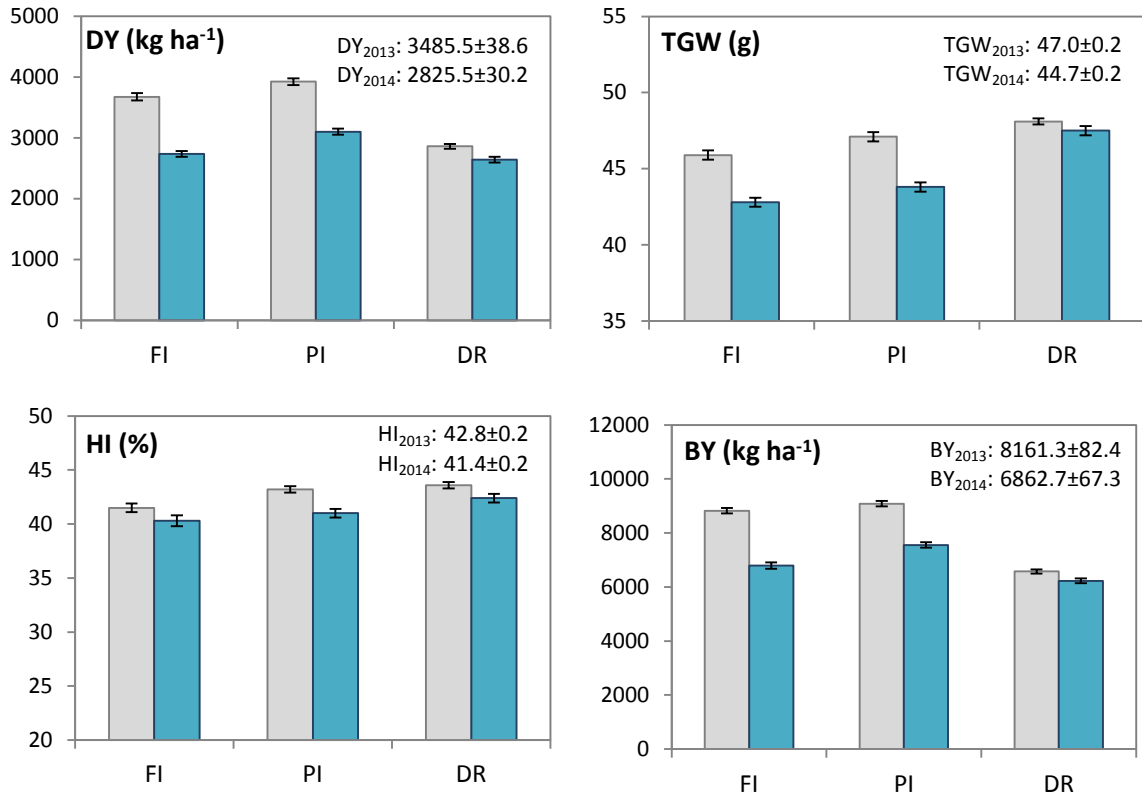 DY (kg ha⁻¹)
DY₂₀₁₃: 3485.5±38.6
DY₂₀₁₄: 2825.5±30.2
5000
4000
3000
2000
1000
0
FI PI DR
TGW (g)
TGW₂₀₁₃: 47.0±0.2
TGW₂₀₁₄: 44.7±0.2
55
50
45
40
35
FI PI DR
HI (%)
HI₂₀₁₃: 42.8±0.2
HI₂₀₁₄: 41.4±0.2
50
45
40
35
30
25
20
FI PI DR
BY (kg ha⁻¹)
BY₂₀₁₃: 8161.3±82.4
BY₂₀₁₄: 6862.7±67.3
12000
10000
8000
6000
4000
2000
0
FI PI DR